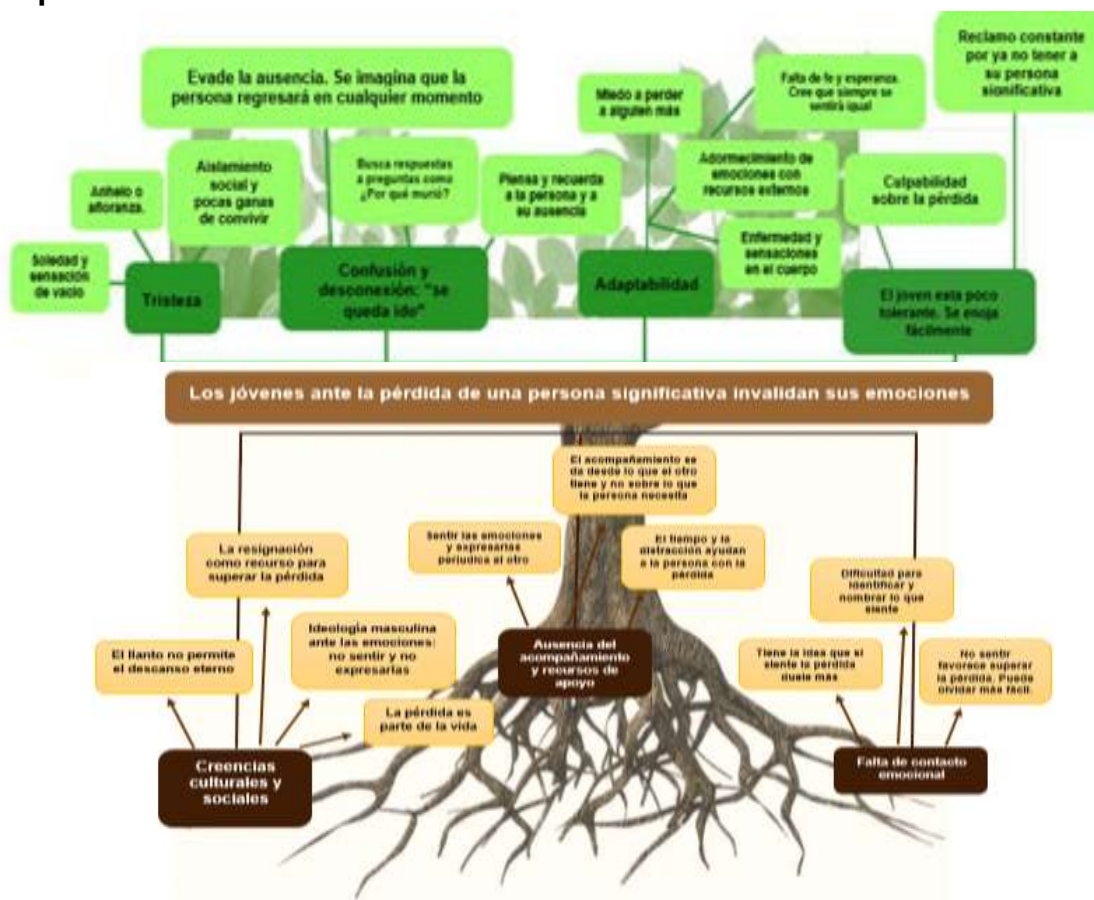 Evade la ausencia. Se imagina que la
persona regresará en cualquier momento
Miedo a perder
a alguien más
Falta de fe y esperanza.
Cree que siempre se
sentirá igual
Reclamo constante
por ya no tener a
su persona
significativa
Anhelo o
añoranza.
Aislamiento
social y
pocas ganas
de convivir
Busca respuestas
a preguntas como
¿Por qué murió?
Piensa y recuerda
a la persona y a
su ausencia
Adormecimiento de
emociones con
recursos externos
Culpabilidad
sobre la pérdida
Soledad y
sensación
de vacío
Enfermedad y
sensaciones
en el cuerpo
Tristeza
Confusión y
desconexión: "se
queda ido"
Adaptabilidad
El joven esta poco
tolerante. Se enoja
fácilmente
Los jóvenes ante la pérdida de una persona significativa invalidan sus emociones
El acompañamiento se
da desde lo que el otro
tiene y no sobre lo que
la persona necesita
Sentir las emociones
y expresarlas
perjudica al otro
El tiempo y la
distracción ayudan
a la persona con la
pérdida
La resignación
como recurso para
superar la pérdida
Dificultad para
identificar y
nombrar lo que
siente
El llanto no permite
el descanso eterno
Ideología masculina
ante las emociones:
no sentir y no
expresarlas
Ausencia del
acompañamiento
y recursos de
apoyo
Tiene la idea que si
siente la pérdida
duele más
No sentir
favorece superar
la pérdida. Puede
olvidar más fácil.
La pérdida es
parte de la vida
Creencias
culturales y
sociales
Falta de contacto
emocional